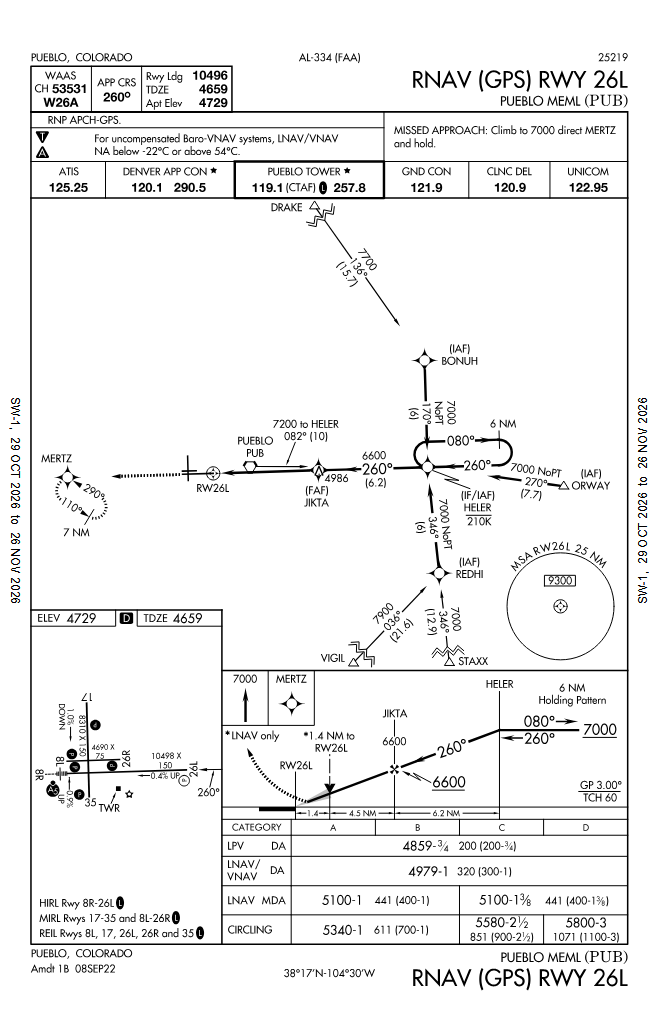 PUEBLO, COLORADO
AL-334 (FAA)
25219
WAAS
CH 53531
W26A
APP CRS
260°
Rwy Ldg 10496
TDZE 4659
Apt Elev 4729
RNAV (GPS) RWY 26L
PUEBLO MEML (PUB)
RNP APCH-GPS.
T
A
For uncompensated Baro-VNAV systems, LNAV/VNAV
NA below -22°C or above 54°C.
MISSED APPROACH: Climb to 7000 direct MERTZ
and hold.
ATIS
125.25
DENVER APP CON ★
120.1 290.5
PUEBLO TOWER ★
119.1 (CTAF) L 257.8
GND CON
121.9
CLNC DEL
120.9
UNICOM
122.95
DRAKE
7700
136°
(15.7)
(IAF)
BONUH
7000
NoPT
170°
(6)
6 NM
080°
260°
7200 to HELER
082° (10)
PUEBLO
PUB
MERTZ
290°
110°
7 NM
RW26L
4986
(FAF)
JIKTA
6600
260°
(6.2)
7000 NoPT
270°
(7.7)
(IAF)
ORWAY
(IF/IAF)
HELER
210K
7000 NoPT
346°
(6)
(IAF)
REDHI
7900
036°
(21.6)
VIGIL
7000
346°
(12.9)
STAXX
MSA RW26L 25 NM
9300
SW-1, 29 OCT 2026 to 26 NOV 2026
SW-1, 29 OCT 2026 to 26 NOV 2026
ELEV 4729
D
TDZE 4659
17
1.0%
DOWN
8310 X 150
4690 X
75
8L
26R
10498 X
150
0.4% UP
26L
8R
0.9%
UP
35
TWR
260°
P
P
P
P
P
P
A5
HIRL Rwy 8R-26L L
MIRL Rwys 17-35 and 8L-26R L
REIL Rwys 8L, 17, 26L, 26R and 35 L
7000
MERTZ
*LNAV only
*1.4 NM to
RW26L
RW26L
JIKTA
6600
HELER
6 NM
Holding Pattern
080°
260°
7000
260°
6600
GP 3.00°
TCH 60
1.4
4.5 NM
6.2 NM
CATEGORY A B C D
LPV DA 4859-¾ 200 (200-¾)
LNAV/
VNAV DA 4979-1 320 (300-1)
LNAV MDA 5100-1 441 (400-1) 5100-1⅜ 441 (400-1⅜)
CIRCLING 5340-1 611 (700-1)
5580-2½
851 (900-2½)
5800-3
1071 (1100-3)
PUEBLO, COLORADO
Amdt 1B 08SEP22
38°17'N-104°30'W
PUEBLO MEML (PUB)
RNAV (GPS) RWY 26L